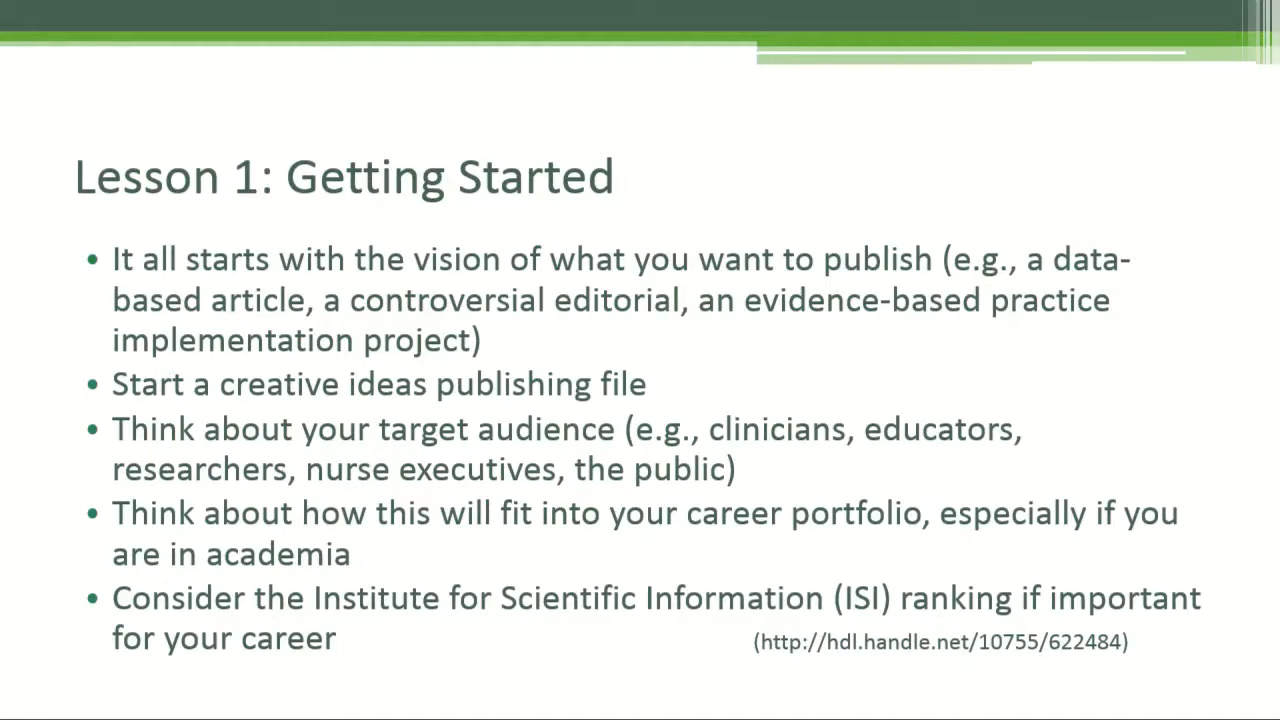 Lesson 1: Getting Started
• It all starts with the vision of what you want to publish (e.g., a data-
based article, a controversial editorial, an evidence-based practice
implementation project)
• Start a creative ideas publishing file
• Think about your target audience (e.g., clinicians, educators,
researchers, nurse executives, the public)
• Think about how this will fit into your career portfolio, especially if you
are in academia
• Consider the Institute for Scientific Information (ISI) ranking if important
for your career (http://hdl.handle.net/10755/622484)